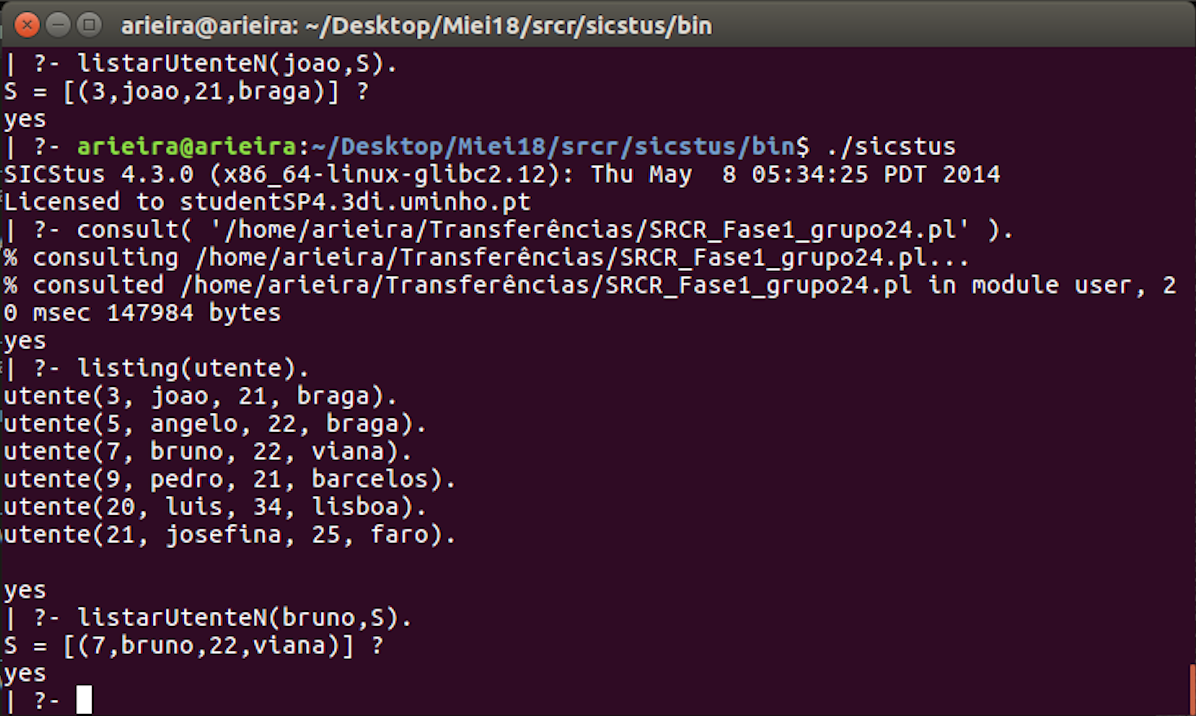 arieira@arieira: ~/Desktop/Miei18/srcr/sicstus/bin
| ?- listarUtenteN(joao,S).
S = [(3,joao,21,braga)] ?
yes
| ?- arieira@arieira:~/Desktop/Miei18/srcr/sicstus/bin$ ./sicstus
SICStus 4.3.0 (x86_64-linux-glibc2.12): Thu May  8 05:34:25 PDT 2014
Licensed to studentSP4.3di.uminho.pt
| ?- consult( '/home/arieira/Transferências/SRCR_Fase1_grupo24.pl' ).
% consulting /home/arieira/Transferências/SRCR_Fase1_grupo24.pl...
% consulted /home/arieira/Transferências/SRCR_Fase1_grupo24.pl in module user, 2
0 msec 147984 bytes
yes
| ?- listing(utente).
utente(3, joao, 21, braga).
utente(5, angelo, 22, braga).
utente(7, bruno, 22, viana).
utente(9, pedro, 21, barcelos).
utente(20, luis, 34, lisboa).
utente(21, josefina, 25, faro).
yes
| ?- listarUtenteN(bruno,S).
S = [(7,bruno,22,viana)] ?
yes
| ?-